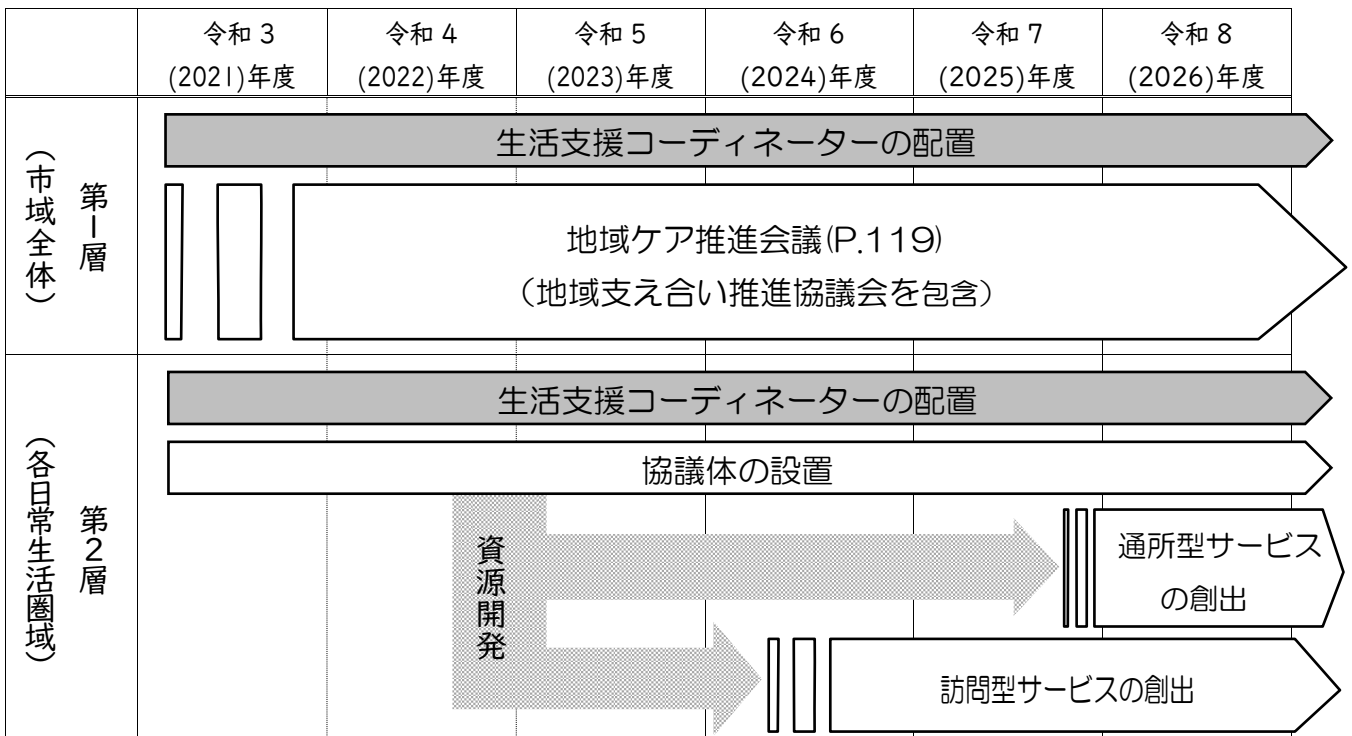 令和3
(2021)年度
令和4
(2022)年度
令和5
(2023)年度
令和6
(2024)年度
令和7
(2025)年度
令和8
(2026)年度
第1層
（市域全体）
生活支援コーディネーターの配置
地域ケア推進会議(P.119)
（地域支え合い推進協議会を包含）
第2層
（各日常生活圏域）
生活支援コーディネーターの配置
協議体の設置
資源開発
通所型サービス
の創出
訪問型サービスの創出